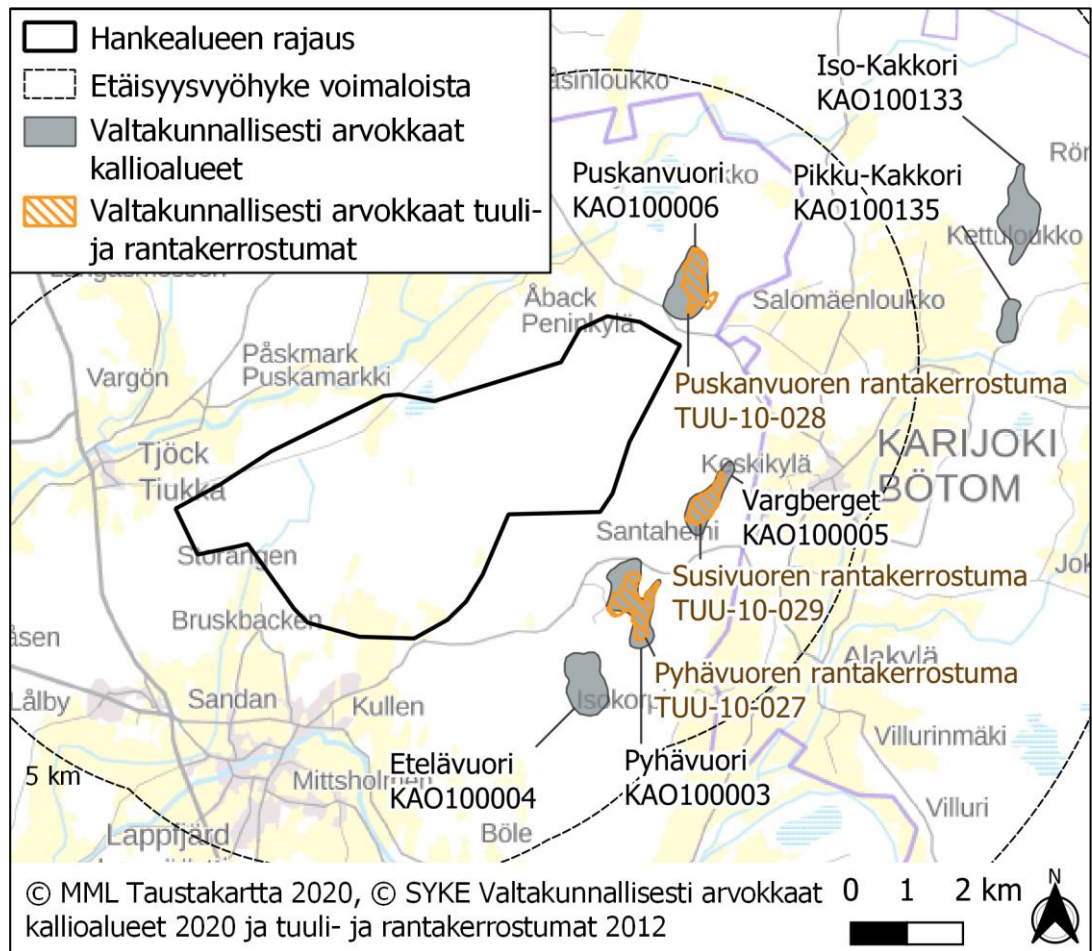 Hankealueen rajaus
Etäisyysvyöhyke voimaloista
Valtakunnallisesti arvokkaat
kallioalueet
Valtakunnallisesti arvokkaat tuuli-
ja rantakerrostumat
Iso-Kakkori
KAO100133
Puskanvuori
KAO100006
Pikku-Kakkori
KAO100135
Kettuloukko
Åback
Peninkylä
Salomäenloukko
Påskmark
Puskamarkki
Vargön
Puskanvuoren rantakerrostuma
TUU-10-028
Tjöck
Tiukka
KARIJOKI
BÖTOM
Keskikylä
Vargberget
KAO100005
Santaheini
Storängen
Susivuoren rantakerrostuma
TUU-10-029
Bruskbacken
Alakylä
Pyhävuoren rantakerrostuma
TUU-10-027
Lålby
Sandan
Kullen
Villurinmäki
Etelävuori
KAO100004
Pyhävuori
KAO100003
5 km
Villuri
Lappfjärd
Böle
© MML Taustakartta 2020, © SYKE Valtakunnallisesti arvokkaat
kallioalueet 2020 ja tuuli- ja rantakerrostumat 2012
0 1 2 km
N